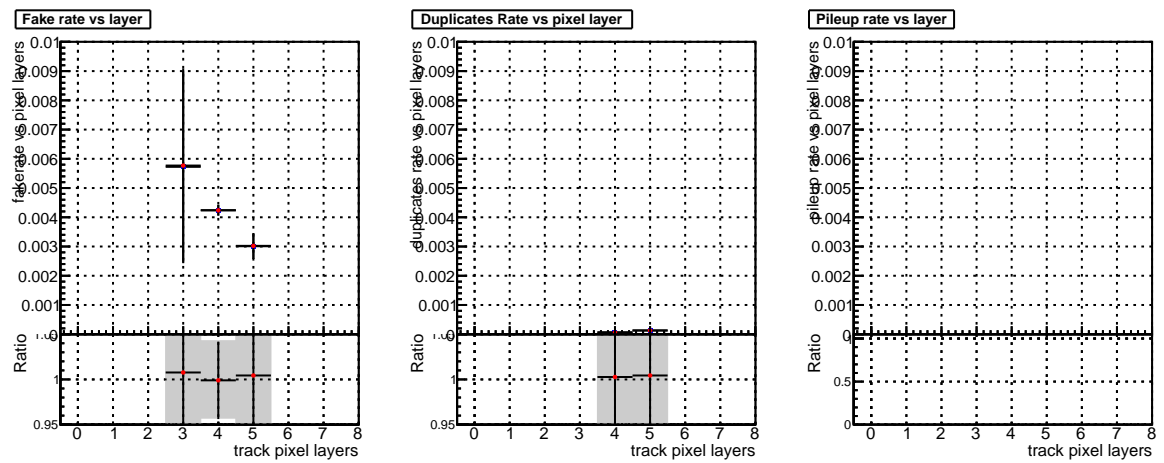 Fake rate vs layer
fakerate vs pixel layers
0.01
0.009
0.008
0.007
0.006
0.005
0.004
0.003
0.002
0.001
0
Ratio
1
0.95
0 1 2 3 4 5 6 7 8
track pixel layers
Duplicates Rate vs pixel layer
duplicates rate vs pixel layers
0.01
0.009
0.008
0.007
0.006
0.005
0.004
0.003
0.002
0.001
0
Ratio
1
0.95
0 1 2 3 4 5 6 7 8
track pixel layers
Pileup rate vs layer
pileup rate vs pixel layers
0.01
0.009
0.008
0.007
0.006
0.005
0.004
0.003
0.002
0.001
0
Ratio
1
0.5
0
0 1 2 3 4 5 6 7 8
track pixel layers